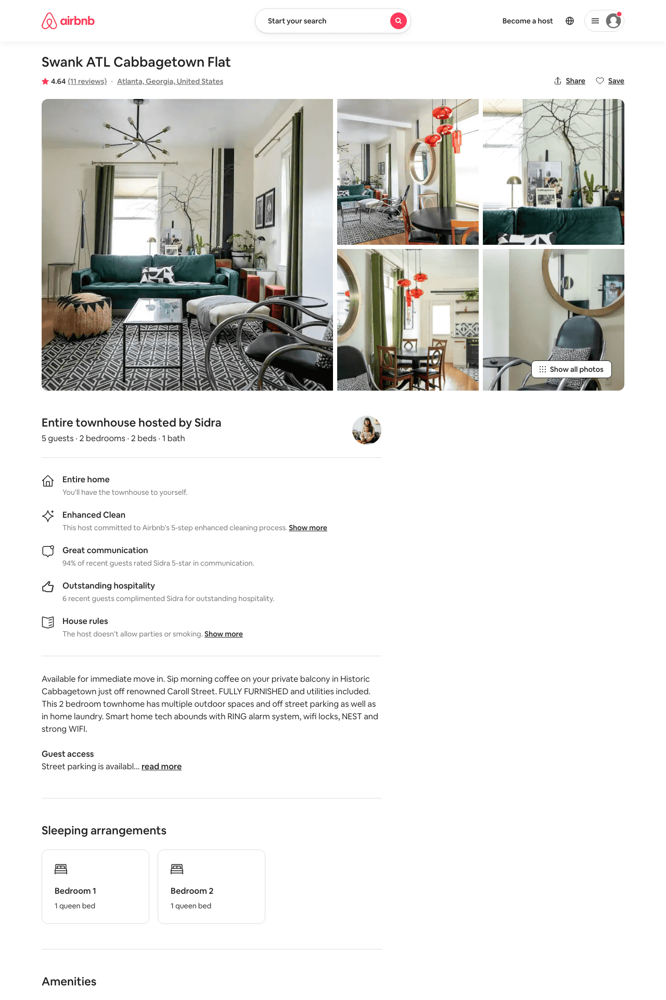 airbnb
Start your search
Become a host
Swank ATL Cabbagetown Flat
4.64 (11 reviews) · Atlanta, Georgia, United States
Share
Save
Cabbagetown
Show all photos
Entire townhouse hosted by Sidra
5 guests · 2 bedrooms · 2 beds · 1 bath
Entire home
You'll have the townhouse to yourself.
Enhanced Clean
This host committed to Airbnb's 5-step enhanced cleaning process. Show more
Great communication
94% of recent guests rated Sidra 5-star in communication.
Outstanding hospitality
6 recent guests complimented Sidra for outstanding hospitality.
House rules
The host doesn't allow parties or smoking. Show more
Available for immediate move in. Sip morning coffee on your private balcony in Historic
Cabbagetown just off renowned Caroll Street. FULLY FURNISHED and utilities included.
This 2 bedroom townhome has multiple outdoor spaces and off street parking as well as
in home laundry. Smart home tech abounds with RING alarm system, wifi locks, NEST and
strong WIFI.
Guest access
Street parking is availabl... read more
Sleeping arrangements
Bedroom 1
1 queen bed
Bedroom 2
1 queen bed
Amenities